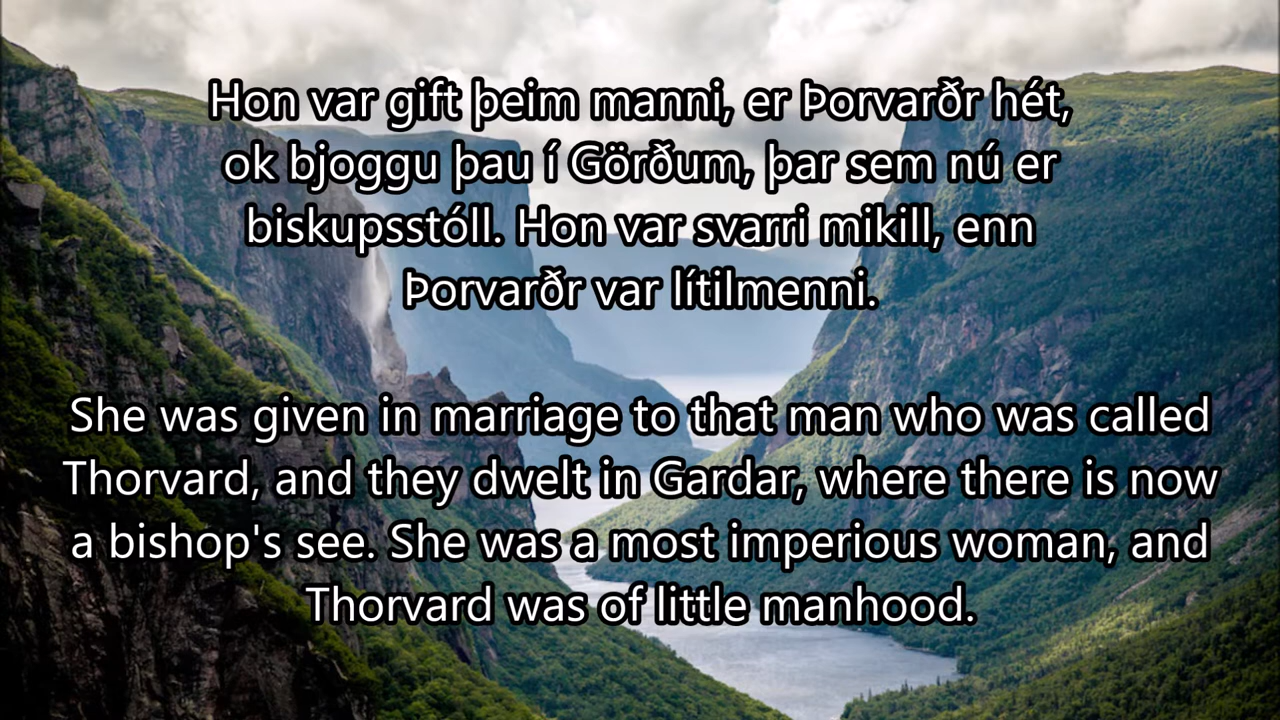 Hon var gift þeim manni, er Þorvarðr hét,
ok bjoggu þau í Görðum, þar sem nú er
biskupsstóll. Hon var svarri mikill, enn
Þorvarðr var lítilmenni.
She was given in marriage to that man who was called
Thorvard, and they dwelt in Gardar, where there is now
a bishop's see. She was a most imperious woman, and
Thorvard was of little manhood.